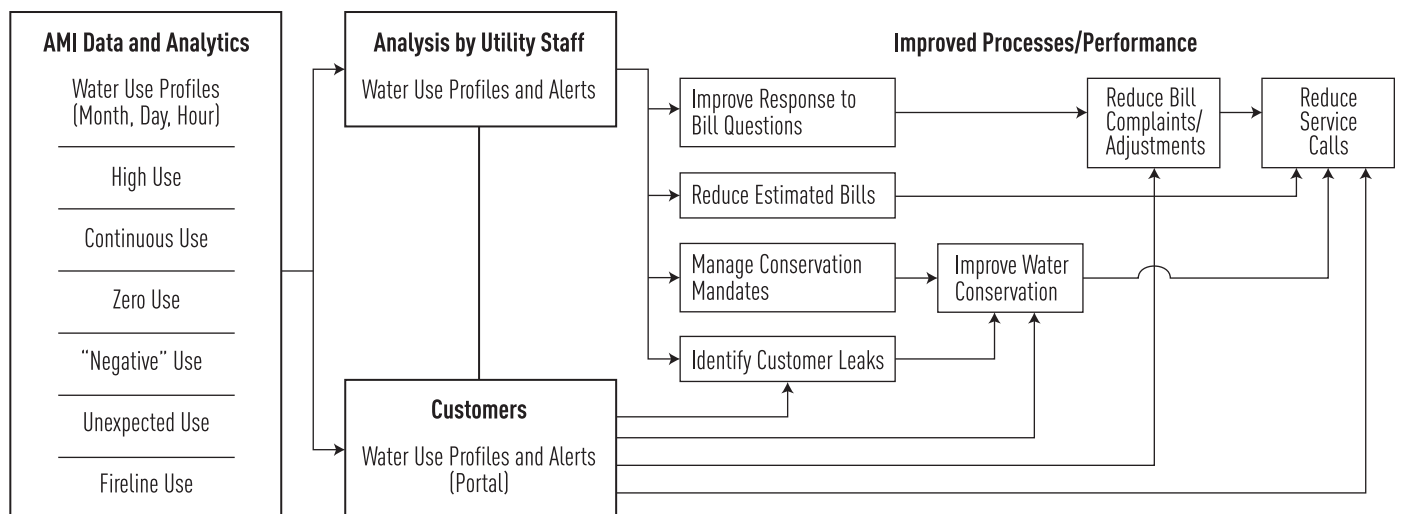 AMI Data and Analytics
Water Use Profiles
(Month, Day, Hour)
High Use
Continuous Use
Zero Use
“Negative” Use
Unexpected Use
Fireline Use
Analysis by Utility Staff
Water Use Profiles and Alerts
Customers
Water Use Profiles and Alerts
(Portal)
Improved Processes/Performance
Improve Response to
Bill Questions
Reduce Bill
Complaints/
Adjustments
Reduce
Service
Calls
Reduce Estimated Bills
Manage Conservation
Mandates
Improve Water
Conservation
Identify Customer Leaks